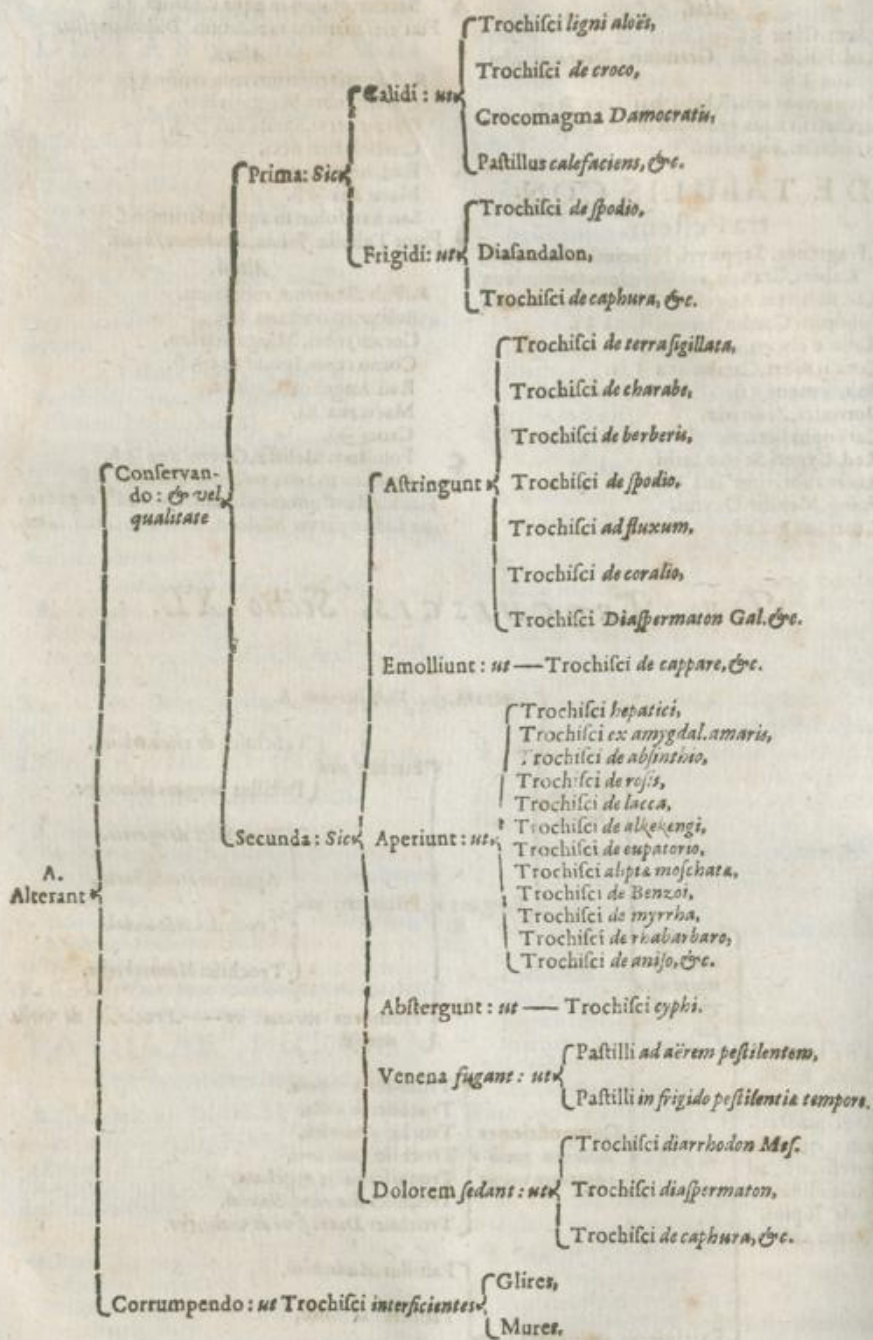 Trochiſci ligni aloës,
Trochiſci de croco,
Calidi : ut
Crocomagma Damocratis,
Paſtillus calefaciens, &c.
Prima: Sic
Trochiſci de ſpodio,
Frigidi: ut
Diaſandalon,
Trochiſci de caphura, &c.
Trochiſci de terra ſigillata,
Trochiſci de charabe,
Trochiſci de berberis,
Conſervan-
do : & vel
qualitate
Aſtringunt
Trochiſci de ſpodio,
Trochiſci ad fluxum,
Trochiſci de coralio,
Trochiſci Diaſpermaton Gal. &c.
Emolliunt : ut — Trochiſci de cappare, &c.
Trochiſci hepatici,
Trochiſci ex amygdal. amaris,
Trochiſci de abſinthio,
Trochiſci de roſis,
Trochiſci de lacca,
Secunda : Sic
Aperiunt : ut
Trochiſci de alkekengi,
Trochiſci de eupatorio,
Trochiſci aliptæ moſchatæ,
Trochiſci de Benzoi,
Trochiſci de myrrha,
Trochiſci de rhabarbaro,
Trochiſci de aniſo, &c.
A.
Alterant
Abſtergunt : ut — Trochiſci cyphi.
Venena fugant : ut
Paſtilli ad aërem peſtilentem,
Paſtilli in frigido peſtilentiæ tempore.
Trochiſci diarrhodon Meſ.
Dolorem ſedant : ut
Trochiſci diaſpermaton,
Trochiſci de caphura, &c.
Corrumpendo : ut Trochiſci interficientes
Glires,
Mures,